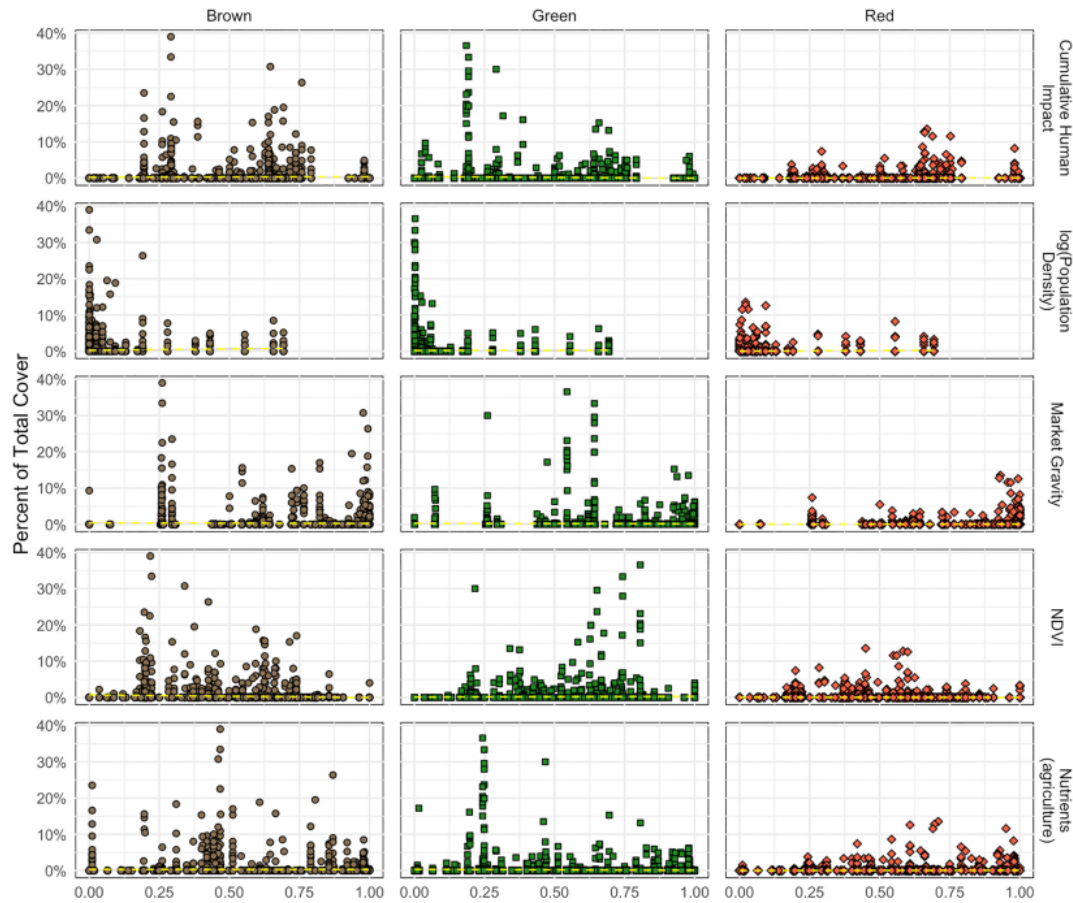 Brown Green Red
40%
30%
20%
10%
0%
Cumulative Human
Impact
40%
30%
20%
10%
0%
log(Population
Density)
40%
30%
20%
10%
0%
Market Gravity
40%
30%
20%
10%
0%
NDVI
40%
30%
20%
10%
0%
Nutrients
(agriculture)
Percent of Total Cover
0.00 0.25 0.50 0.75 1.00 0.00 0.25 0.50 0.75 1.00 0.00 0.25 0.50 0.75 1.00